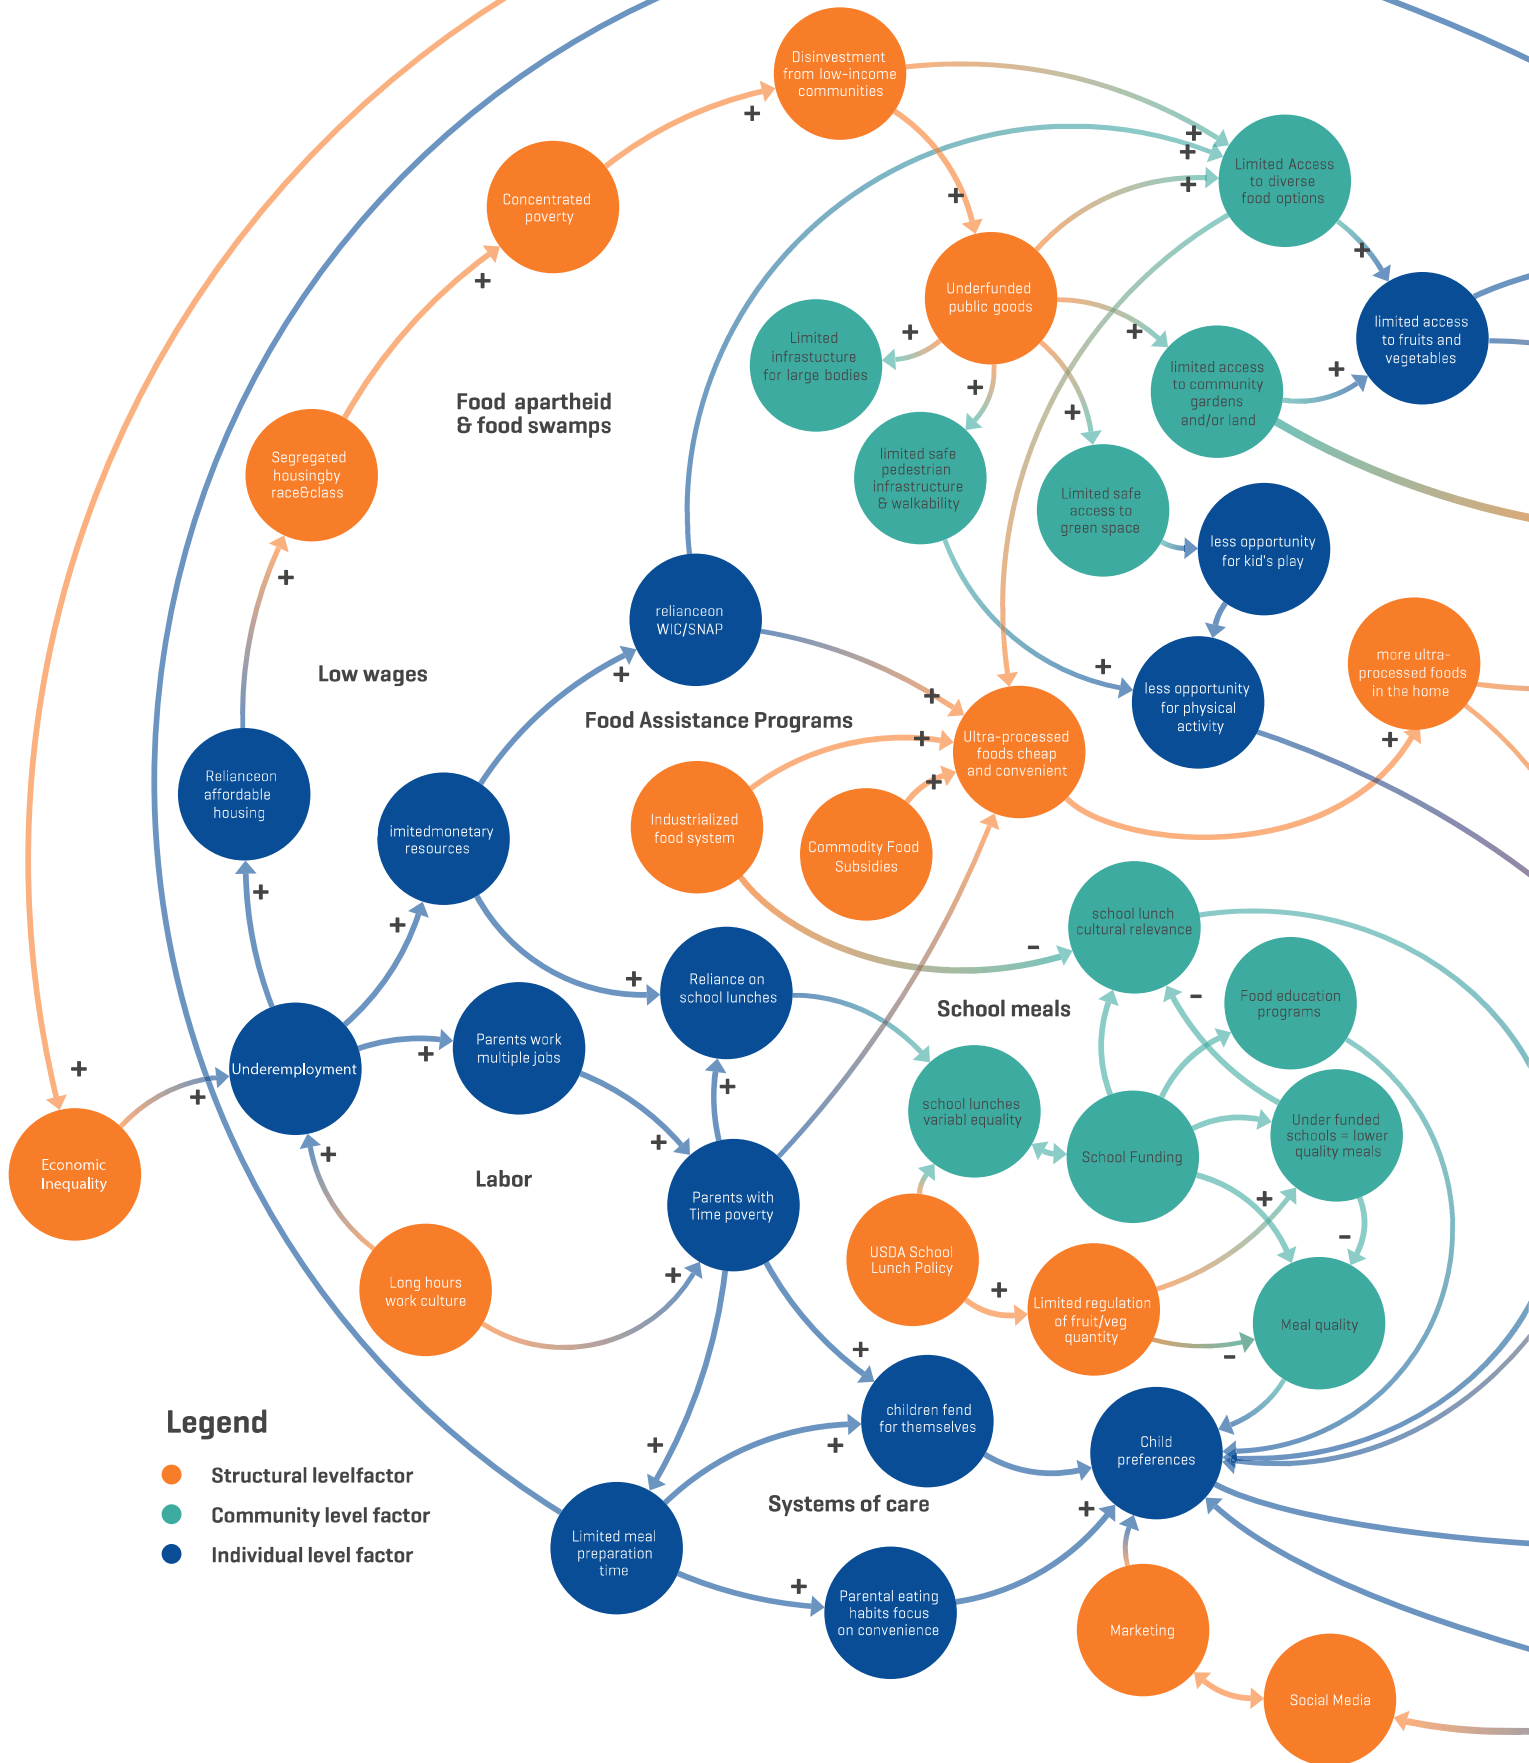 Disinvestment
from low-income
communities
Limited Access
to diverse
food options
Concentrated
poverty
Underfunded
public goods
limited access
to fruits and
vegetables
Limited
infrastucture
for large bodies
limited access
to community
gardens
and/or land
Food apartheid
& food swamps
Segregated
housingby
race&class
limited safe
pedestrian
infrastructure
& walkability
Limited safe
access to
green space
less opportunity
for kid's play
relianceon
WIC/SNAP
Low wages
more ultra-
processed foods
in the home
less opportunity
for physical
activity
Food Assistance Programs
Ultra-processed
foods cheap
and convenient
Relianceon
affordable
housing
imitedmonetary
resources
Industrialized
food system
Commodity Food
Subsidies
school lunch
cultural relevance
Reliance on
school lunches
School meals
Food education
programs
Parents work
multiple jobs
Underemployment
school lunches
variabl equality
Under funded
schools = lower
quality meals
School Funding
Economic
Inequality
Labor
Parents with
Time poverty
USDA School
Lunch Policy
Long hours
work culture
Limited regulation
of fruit/veg
quantity
Meal quality
children fend
for themselves
Child
preferences
Legend
Structural levelfactor
Community level factor
Individual level factor
Systems of care
Limited meal
preparation
time
Parental eating
habits focus
on convenience
Marketing
Social Media